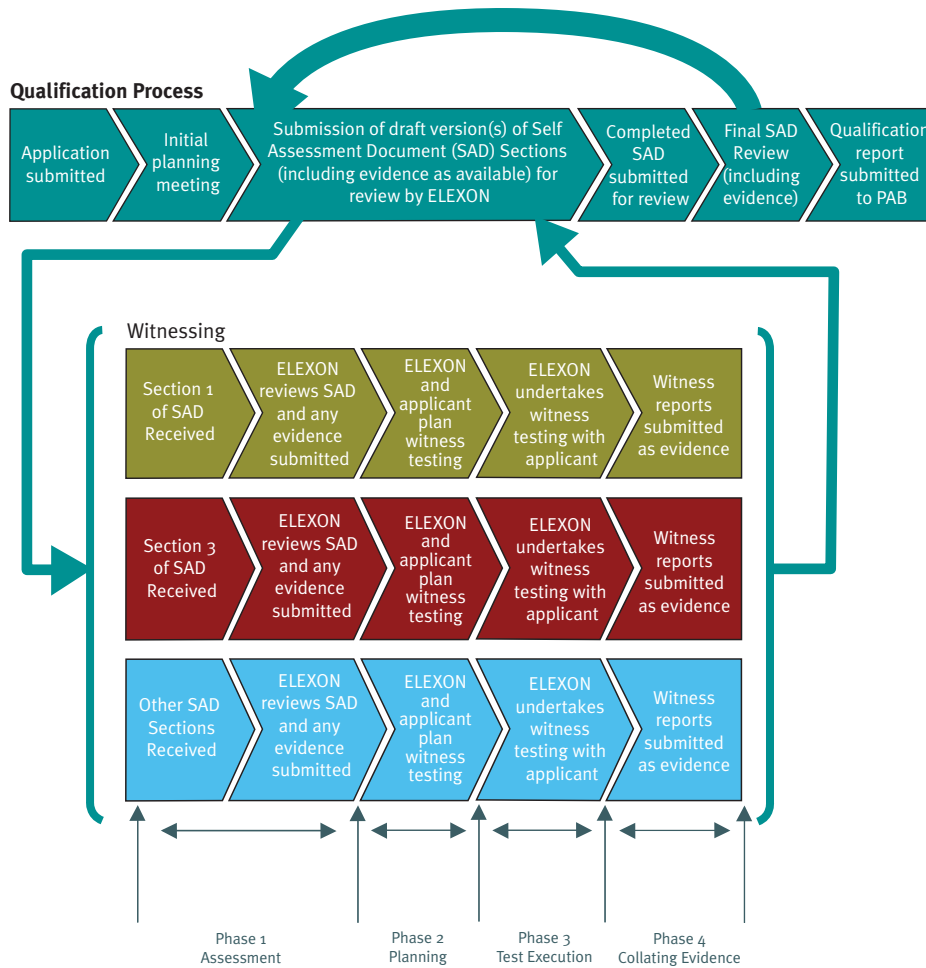 Qualification Process
Application
submitted
Initial
planning
meeting
Submission of draft version(s) of Self
Assessment Document (SAD) Sections
(including evidence as available) for
review by ELEXON
Completed
SAD
submitted
for review
Final SAD
Review
(including
evidence)
Qualification
report
submitted
to PAB
Witnessing
Section 1
of SAD
Received
ELEXON
reviews SAD
and any
evidence
submitted
ELEXON
and
applicant
plan
witness
testing
ELEXON
undertakes
witness
testing with
applicant
Witness
reports
submitted
as evidence
Section 3
of SAD
Received
ELEXON
reviews SAD
and any
evidence
submitted
ELEXON
and
applicant
plan
witness
testing
ELEXON
undertakes
witness
testing with
applicant
Witness
reports
submitted
as evidence
Other SAD
Sections
Received
ELEXON
reviews SAD
and any
evidence
submitted
ELEXON
and
applicant
plan
witness
testing
ELEXON
undertakes
witness
testing with
applicant
Witness
reports
submitted
as evidence
Phase 1
Assessment
Phase 2
Planning
Phase 3
Test Execution
Phase 4
Collating Evidence